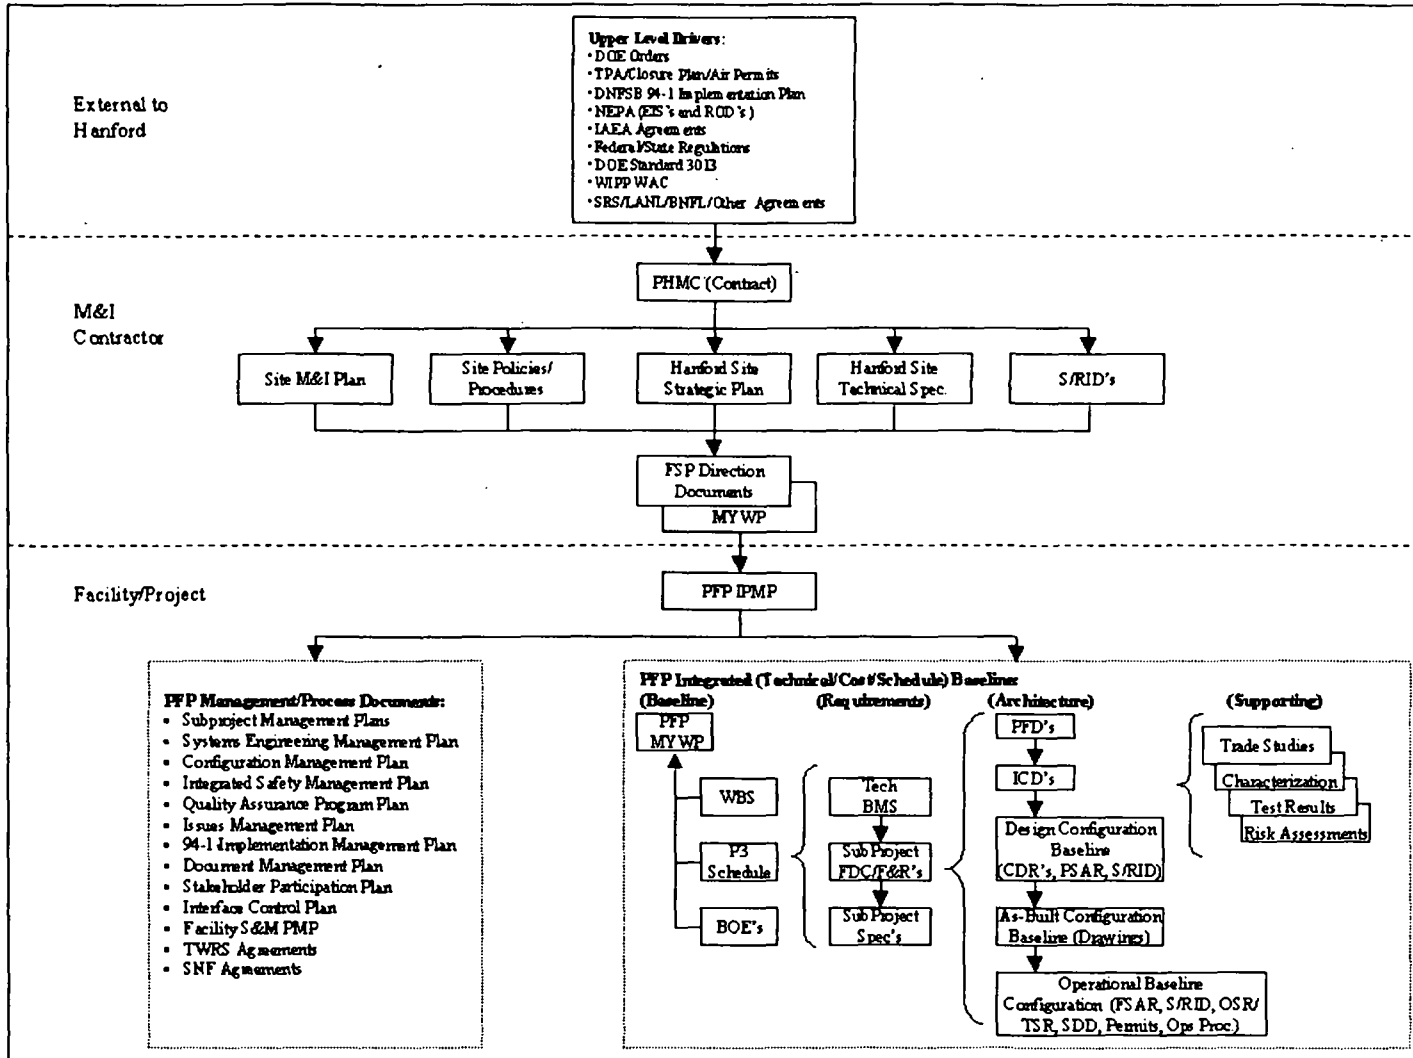 Upper Level Drivers:
• DOE Orders
• TPA/Closure Plan/Air Permits
• DNFSB 94-1 Implementation Plan
• NEPA (EIS's and ROD's)
• IAEA Agreements
• Federal/State Regulations
• DOE Standard 3013
• WIPP WAC
• SRS/LANL/BNFL/Other Agreements
External to
Hanford
PHMC (Contract)
M&I
Contractor
Site M&I Plan
Site Policies/
Procedures
Hanford Site
Strategic Plan
Hanford Site
Technical Spec.
S/RID's
FSP Direction
Documents
MYWP
Facility/Project
PFP IPMP
PFP Management/Process Documents:
• Subproject Management Plans
• Systems Engineering Management Plan
• Configuration Management Plan
• Integrated Safety Management Plan
• Quality Assurance Program Plan
• Issues Management Plan
• 94-1 Implementation Management Plan
• Document Management Plan
• Stakeholder Participation Plan
• Interface Control Plan
• Facility S&M PMP
• TWRS Agreements
• SNF Agreements
PFP Integrated (Technical/Cost/Schedule) Baseline:
(Baseline)
(Requirements)
(Architecture)
(Supporting)
PFP
MYWP
WBS
P3
Schedule
BOE's
Tech
BMS
SubProject
FDC/F&R's
SubProject
Spec's
PFD's
ICD's
Design Configuration
Baseline
(CDR's, PSAR, S/RID)
As-Built Configuration
Baseline (Drawings)
Operational Baseline
Configuration (FSAR, S/RID, OSR/
TSR, SDD, Permits, Ops Proc.)
Trade Studies
Characterization
Test Results
Risk Assessments